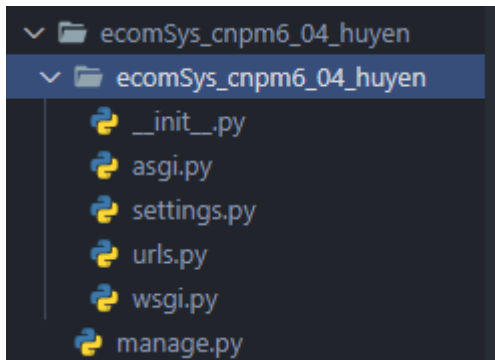 ecomSys_cnpm6_04_huyen
ecomSys_cnpm6_04_huyen
__init__.py
asgi.py
settings.py
urls.py
wsgi.py
manage.py